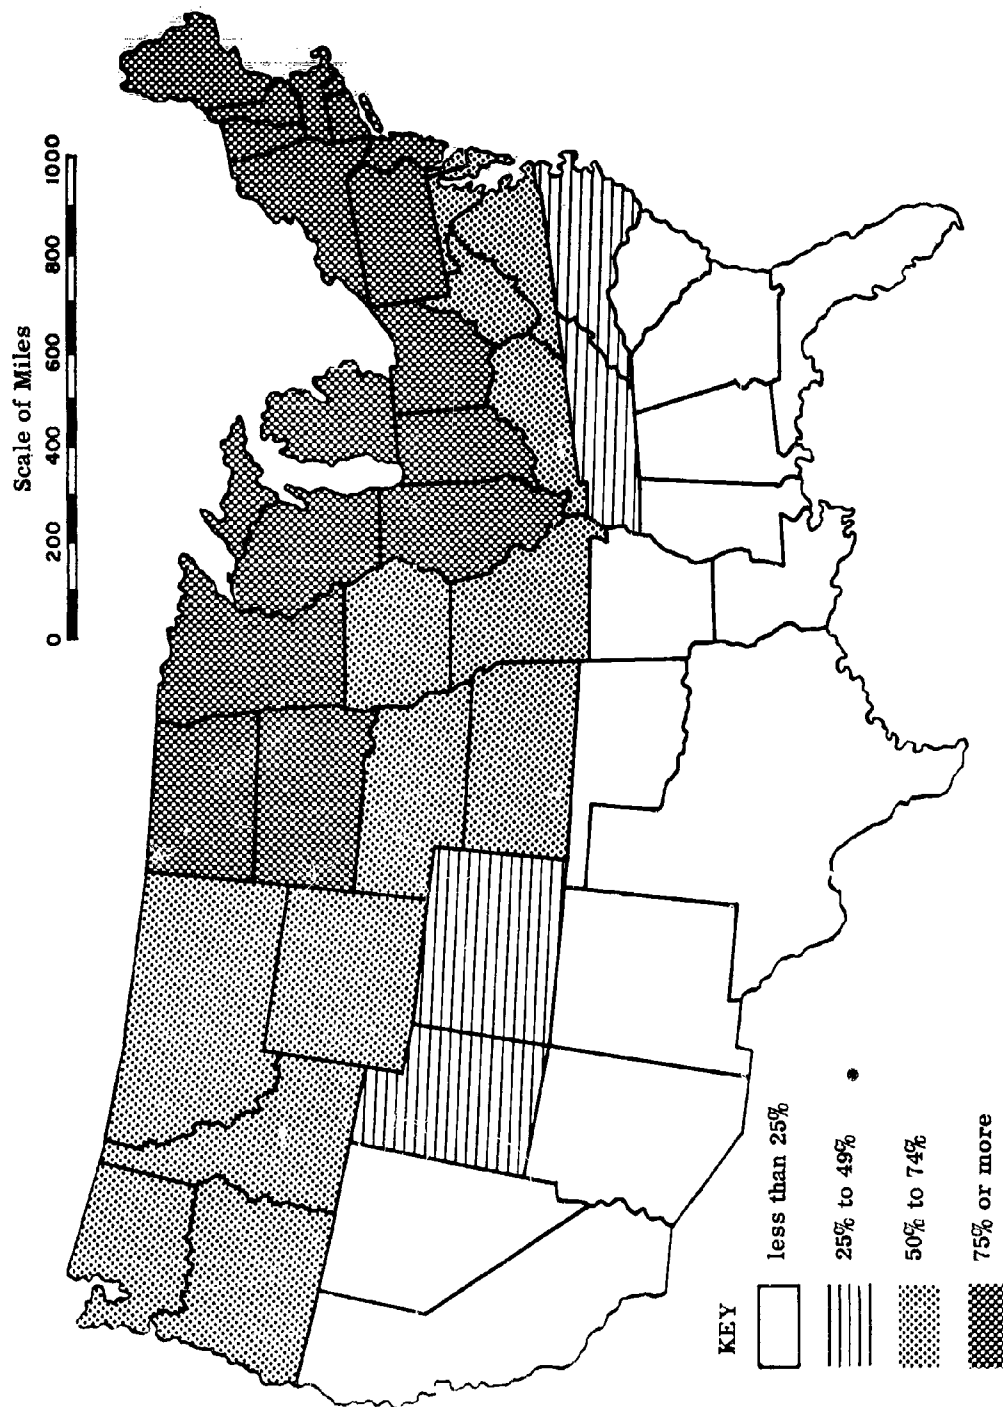 Scale of Miles
0 200 400 600 800 1000
KEY
less than 25%
25% to 49%
50% to 74%
75% or more